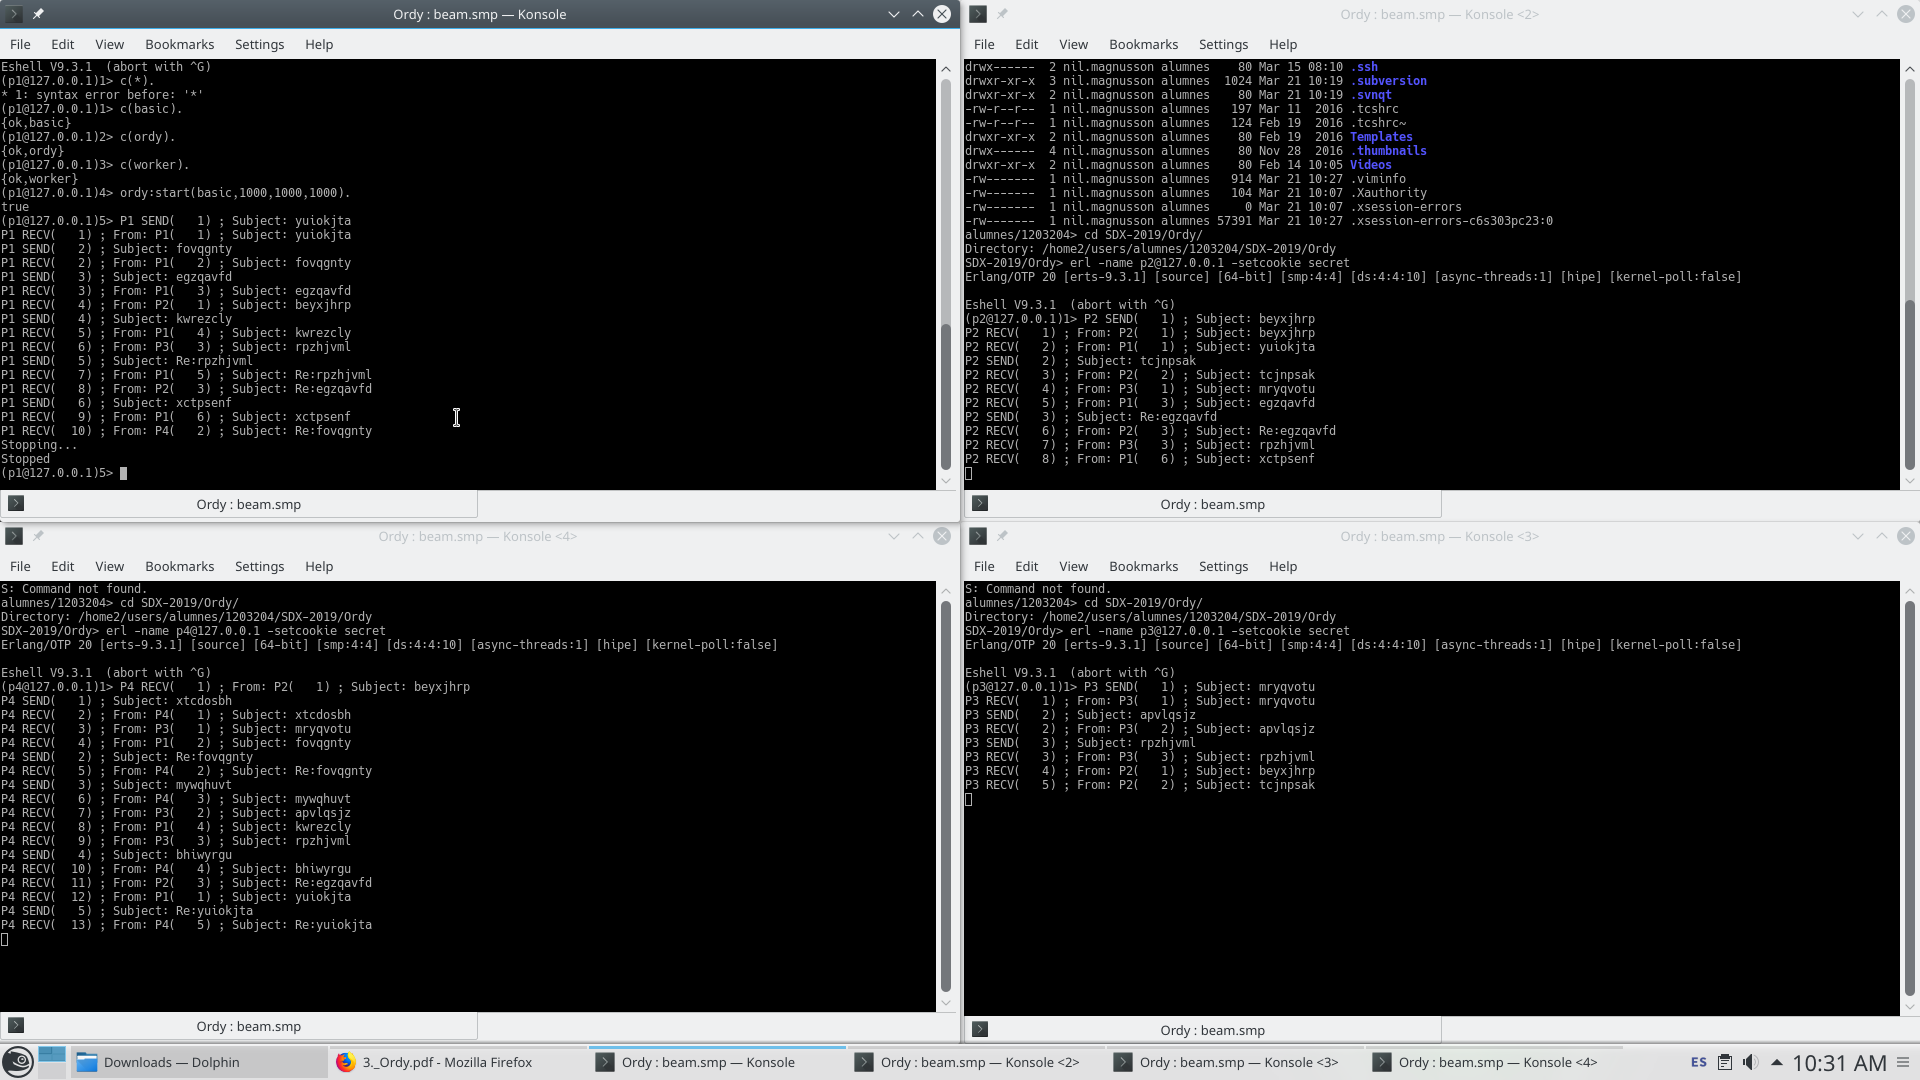 Ordy : beam.smp — Konsole
File Edit View Bookmarks Settings Help
Eshell V9.3.1  (abort with ^G)
(p1@127.0.0.1)1> c(*).
* 1: syntax error before: '*'
(p1@127.0.0.1)1> c(basic).
{ok,basic}
(p1@127.0.0.1)2> c(ordy).
{ok,ordy}
(p1@127.0.0.1)3> c(worker).
{ok,worker}
(p1@127.0.0.1)4> ordy:start(basic,1000,1000,1000).
true
(p1@127.0.0.1)5> P1 SEND(   1) ; Subject: yuiokjta
P1 RECV(   1) ; From: P1(   1) ; Subject: yuiokjta
P1 SEND(   2) ; Subject: fovqgnty
P1 RECV(   2) ; From: P1(   2) ; Subject: fovqgnty
P1 SEND(   3) ; Subject: egzqavfd
P1 RECV(   3) ; From: P1(   3) ; Subject: egzqavfd
P1 RECV(   4) ; From: P2(   1) ; Subject: beyxjhrp
P1 SEND(   4) ; Subject: kwrezcly
P1 RECV(   5) ; From: P1(   4) ; Subject: kwrezcly
P1 RECV(   6) ; From: P3(   3) ; Subject: rpzhjvml
P1 SEND(   5) ; Subject: Re:rpzhjvml
P1 RECV(   7) ; From: P1(   5) ; Subject: Re:rpzhjvml
P1 RECV(   8) ; From: P2(   3) ; Subject: Re:egzqavfd
P1 SEND(   6) ; Subject: xctpsenf
P1 RECV(   9) ; From: P1(   6) ; Subject: xctpsenf
P1 RECV(  10) ; From: P4(   2) ; Subject: Re:fovqgnty
Stopping...
Stopped
(p1@127.0.0.1)5>
Ordy : beam.smp
Ordy : beam.smp — Konsole <2>
File Edit View Bookmarks Settings Help
drwx------  2 nil.magnusson alumnes    80 Mar 15 08:10 .ssh
drwxr-xr-x  3 nil.magnusson alumnes  1024 Mar 21 10:19 .subversion
drwxr-xr-x  2 nil.magnusson alumnes    80 Mar 21 10:19 .svnqt
-rw-r--r--  1 nil.magnusson alumnes   197 Mar 11  2016 .tcshrc
-rw-r--r--  1 nil.magnusson alumnes   124 Feb 19  2016 .tcshrc~
drwxr-xr-x  2 nil.magnusson alumnes    80 Feb 19  2016 Templates
drwx------  4 nil.magnusson alumnes    80 Nov 28  2016 .thumbnails
drwxr-xr-x  2 nil.magnusson alumnes    80 Feb 14 10:05 Videos
-rw-------  1 nil.magnusson alumnes   914 Mar 21 10:27 .viminfo
-rw-------  1 nil.magnusson alumnes   104 Mar 21 10:07 .Xauthority
-rw-------  1 nil.magnusson alumnes     0 Mar 21 10:07 .xsession-errors
-rw-------  1 nil.magnusson alumnes 57391 Mar 21 10:27 .xsession-errors-c6s303pc23:0
alumnes/1203204> cd SDX-2019/Ordy/
Directory: /home2/users/alumnes/1203204/SDX-2019/Ordy
SDX-2019/Ordy> erl -name p2@127.0.0.1 -setcookie secret
Erlang/OTP 20 [erts-9.3.1] [source] [64-bit] [smp:4:4] [ds:4:4:10] [async-threads:1] [hipe] [kernel-poll:false]
Eshell V9.3.1  (abort with ^G)
(p2@127.0.0.1)1> P2 SEND(   1) ; Subject: beyxjhrp
P2 RECV(   1) ; From: P2(   1) ; Subject: beyxjhrp
P2 RECV(   2) ; From: P1(   1) ; Subject: yuiokjta
P2 SEND(   2) ; Subject: tcjnpsak
P2 RECV(   3) ; From: P2(   2) ; Subject: tcjnpsak
P2 RECV(   4) ; From: P3(   1) ; Subject: mryqvotu
P2 RECV(   5) ; From: P1(   3) ; Subject: egzqavfd
P2 SEND(   3) ; Subject: Re:egzqavfd
P2 RECV(   6) ; From: P2(   3) ; Subject: Re:egzqavfd
P2 RECV(   7) ; From: P3(   3) ; Subject: rpzhjvml
P2 RECV(   8) ; From: P1(   6) ; Subject: xctpsenf
Ordy : beam.smp
Ordy : beam.smp — Konsole <4>
File Edit View Bookmarks Settings Help
S: Command not found.
alumnes/1203204> cd SDX-2019/Ordy/
Directory: /home2/users/alumnes/1203204/SDX-2019/Ordy
SDX-2019/Ordy> erl -name p4@127.0.0.1 -setcookie secret
Erlang/OTP 20 [erts-9.3.1] [source] [64-bit] [smp:4:4] [ds:4:4:10] [async-threads:1] [hipe] [kernel-poll:false]
Eshell V9.3.1  (abort with ^G)
(p4@127.0.0.1)1> P4 RECV(   1) ; From: P2(   1) ; Subject: beyxjhrp
P4 SEND(   1) ; Subject: xtcdosbh
P4 RECV(   2) ; From: P4(   1) ; Subject: xtcdosbh
P4 RECV(   3) ; From: P3(   1) ; Subject: mryqvotu
P4 RECV(   4) ; From: P1(   2) ; Subject: fovqgnty
P4 SEND(   2) ; Subject: Re:fovqgnty
P4 RECV(   5) ; From: P4(   2) ; Subject: Re:fovqgnty
P4 SEND(   3) ; Subject: mywqhuvt
P4 RECV(   6) ; From: P4(   3) ; Subject: mywqhuvt
P4 RECV(   7) ; From: P3(   2) ; Subject: apvlqsjz
P4 RECV(   8) ; From: P1(   4) ; Subject: kwrezcly
P4 RECV(   9) ; From: P3(   3) ; Subject: rpzhjvml
P4 SEND(   4) ; Subject: bhiwyrgu
P4 RECV(  10) ; From: P4(   4) ; Subject: bhiwyrgu
P4 RECV(  11) ; From: P2(   3) ; Subject: Re:egzqavfd
P4 RECV(  12) ; From: P1(   1) ; Subject: yuiokjta
P4 SEND(   5) ; Subject: Re:yuiokjta
P4 RECV(  13) ; From: P4(   5) ; Subject: Re:yuiokjta
Ordy : beam.smp
Ordy : beam.smp — Konsole <3>
File Edit View Bookmarks Settings Help
S: Command not found.
alumnes/1203204> cd SDX-2019/Ordy/
Directory: /home2/users/alumnes/1203204/SDX-2019/Ordy
SDX-2019/Ordy> erl -name p3@127.0.0.1 -setcookie secret
Erlang/OTP 20 [erts-9.3.1] [source] [64-bit] [smp:4:4] [ds:4:4:10] [async-threads:1] [hipe] [kernel-poll:false]
Eshell V9.3.1  (abort with ^G)
(p3@127.0.0.1)1> P3 SEND(   1) ; Subject: mryqvotu
P3 RECV(   1) ; From: P3(   1) ; Subject: mryqvotu
P3 SEND(   2) ; Subject: apvlqsjz
P3 RECV(   2) ; From: P3(   2) ; Subject: apvlqsjz
P3 SEND(   3) ; Subject: rpzhjvml
P3 RECV(   3) ; From: P3(   3) ; Subject: rpzhjvml
P3 RECV(   4) ; From: P2(   1) ; Subject: beyxjhrp
P3 RECV(   5) ; From: P2(   2) ; Subject: tcjnpsak
Ordy : beam.smp
Downloads — Dolphin
3._Ordy.pdf - Mozilla Firefox
Ordy : beam.smp — Konsole
Ordy : beam.smp — Konsole <2>
Ordy : beam.smp — Konsole <3>
Ordy : beam.smp — Konsole <4>
ES
10:31 AM